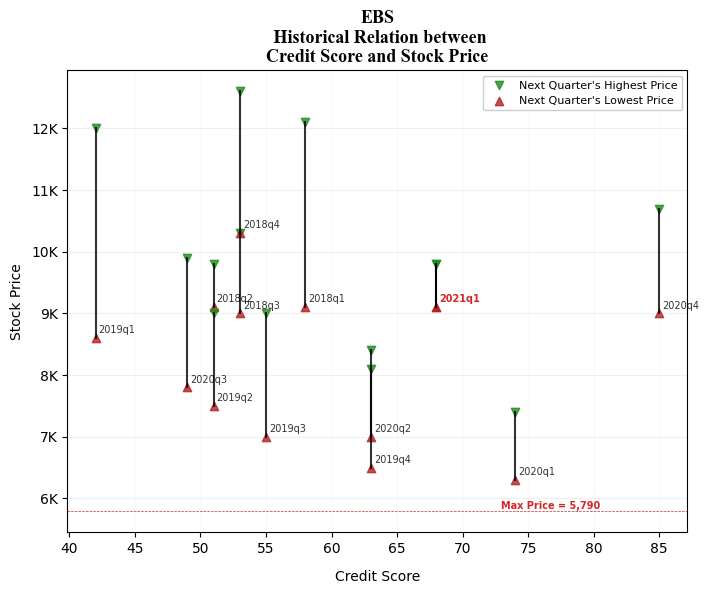 EBS
Historical Relation between
Credit Score and Stock Price
Next Quarter's Highest Price
Next Quarter's Lowest Price
12K
11K
10K
9K
8K
7K
6K
Stock Price
2018q4
2018q2
2018q3
2018q1
2021q1
2020q4
2019q1
2020q3
2019q2
2019q3
2020q2
2019q4
2020q1
Max Price = 5,790
40
45
50
55
60
65
70
75
80
85
Credit Score